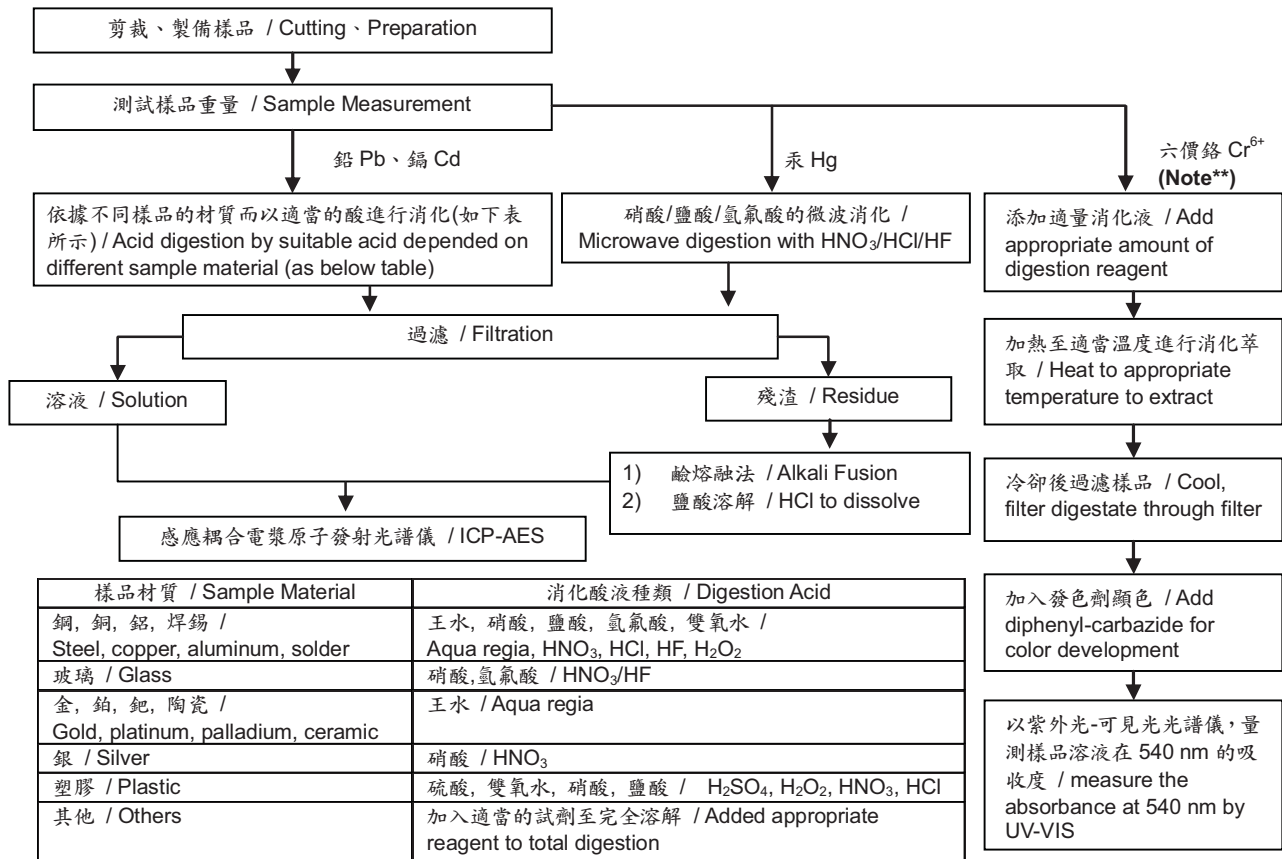 剪裁、製備樣品 / Cutting、Preparation
測試樣品重量 / Sample Measurement
鉛 Pb、鎘 Cd
汞 Hg
六價鉻 Cr6+
(Note**)
依據不同樣品的材質而以適當的酸進行消化(如下表
所示) / Acid digestion by suitable acid depended on
different sample material (as below table)
硝酸/鹽酸/氫氟酸的微波消化 /
Microwave digestion with HNO3/HCl/HF
添加適量消化液 / Add
appropriate amount of
digestion reagent
過濾 / Filtration
加熱至適當溫度進行消化萃
取 / Heat to appropriate
temperature to extract
溶液 / Solution
殘渣 / Residue
1) 鹼熔融法 / Alkali Fusion
2) 鹽酸溶解 / HCl to dissolve
冷卻後過濾樣品 / Cool,
filter digestate through filter
感應耦合電漿原子發射光譜儀 / ICP-AES
加入發色劑顯色 / Add
diphenyl-carbazide for
color development
以紫外光-可見光光譜儀，量
測樣品溶液在 540 nm 的吸
收度 / measure the
absorbance at 540 nm by
UV-VIS
樣品材質 / Sample Material
消化酸液種類 / Digestion Acid
鋼, 銅, 鋁, 焊錫 /
Steel, copper, aluminum, solder
王水, 硝酸, 鹽酸, 氫氟酸, 雙氧水 /
Aqua regia, HNO3, HCl, HF, H2O2
玻璃 / Glass
硝酸,氫氟酸 / HNO3/HF
金, 鉑, 鈀, 陶瓷 /
Gold, platinum, palladium, ceramic
王水 / Aqua regia
銀 / Silver
硝酸 / HNO3
塑膠 / Plastic
硫酸, 雙氧水, 硝酸, 鹽酸 / H2SO4, H2O2, HNO3, HCl
其他 / Others
加入適當的試劑至完全溶解 / Added appropriate
reagent to total digestion